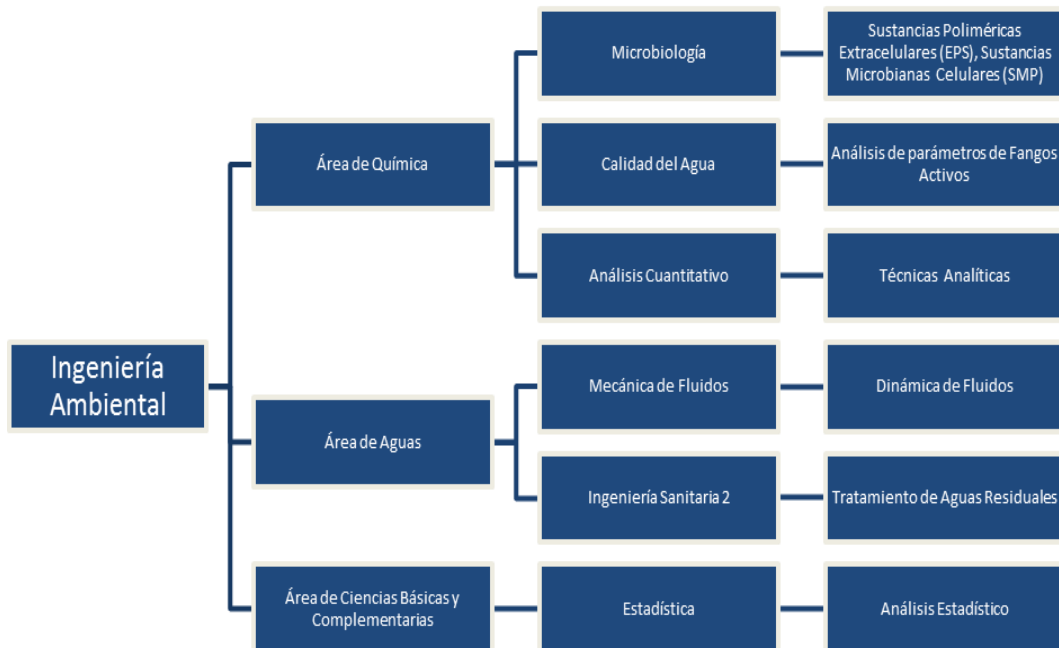 Ingeniería
Ambiental
Área de Química
Microbiología
Sustancias Poliméricas
Extracelulares (EPS), Sustancias
Microbianas Celulares (SMP)
Calidad del Agua
Análisis de parámetros de Fangos
Activos
Análisis Cuantitativo
Técnicas Analíticas
Área de Aguas
Mecánica de Fluidos
Dinámica de Fluidos
Ingeniería Sanitaria 2
Tratamiento de Aguas Residuales
Área de Ciencias Básicas y
Complementarias
Estadística
Análisis Estadístico